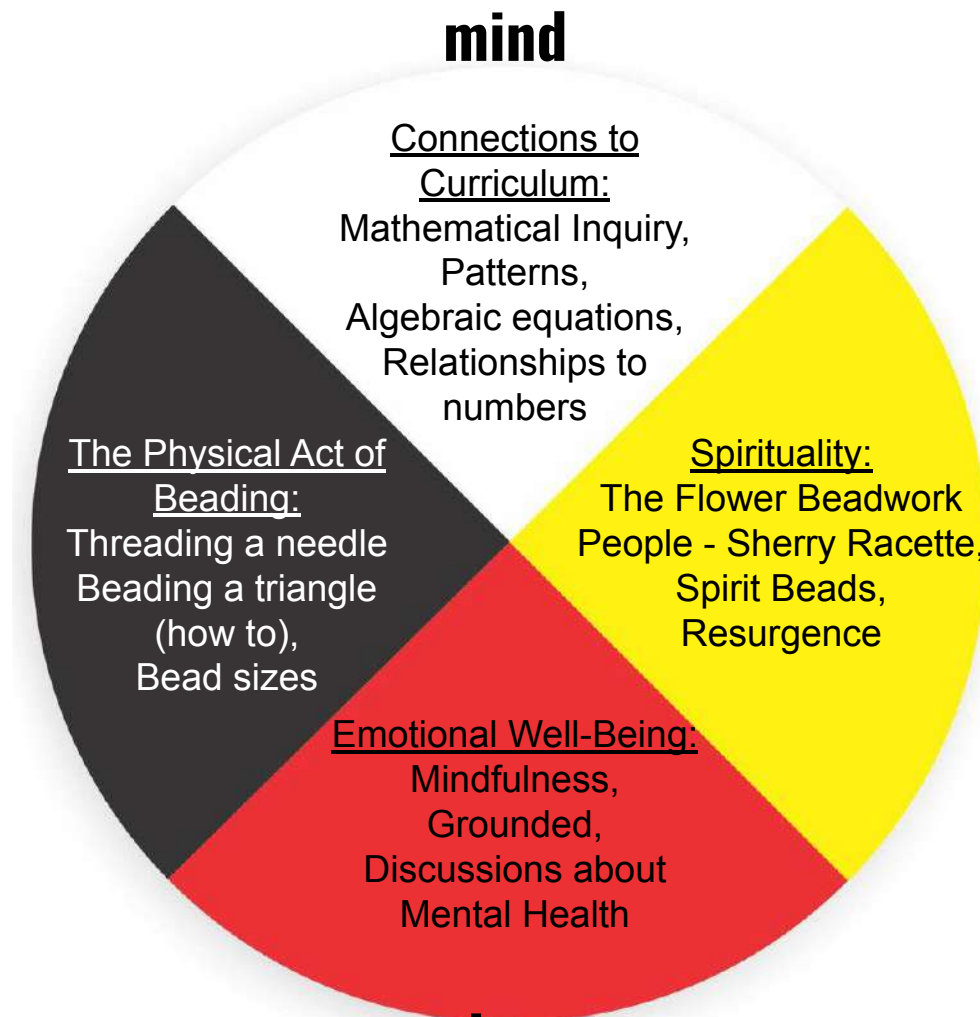 mind
Connections to
Curriculum:
Mathematical Inquiry,
Patterns,
Algebraic equations,
Relationships to
numbers
The Physical Act of
Beading:
Threading a needle
Beading a triangle
(how to),
Bead sizes
Spirituality:
The Flower Beadwork
People - Sherry Racette,
Spirit Beads,
Resurgence
Emotional Well-Being:
Mindfulness,
Grounded,
Discussions about
Mental Health